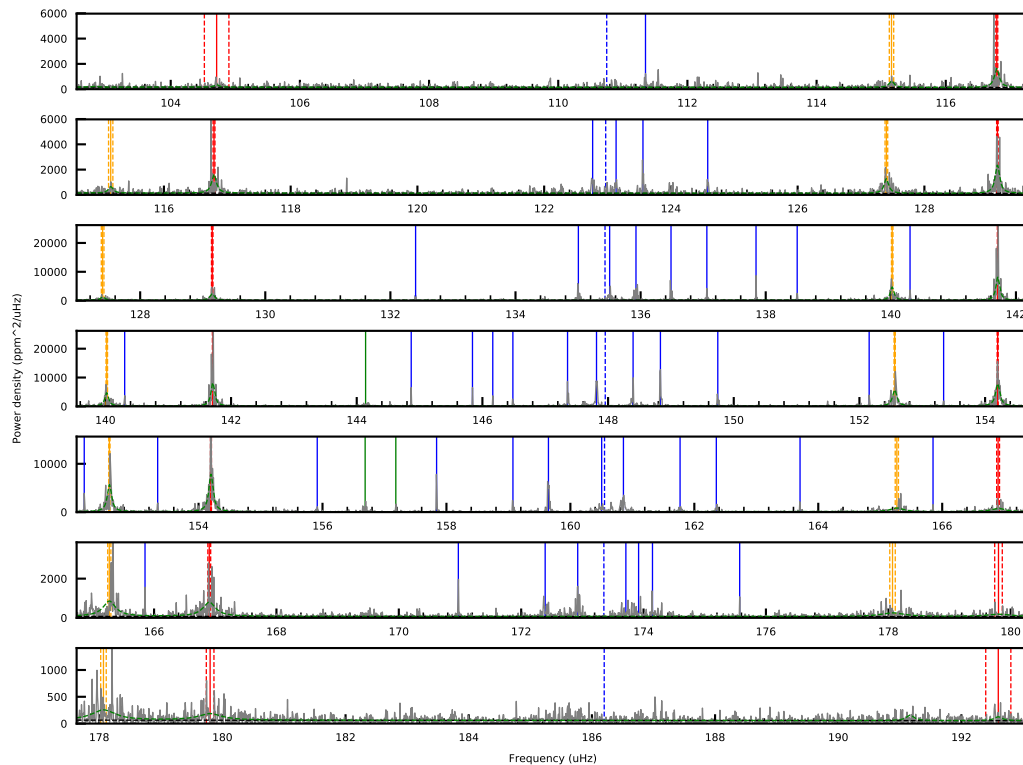 6000
4000
2000
0
104 106 108 110 112 114 116
6000
4000
2000
0
116 118 120 122 124 126 128
20000
10000
0
128 130 132 134 136 138 140 142
20000
10000
0
140 142 144 146 148 150 152 154
Power density (ppm^2/uHz)
10000
0
154 156 158 160 162 164 166
2000
0
166 168 170 172 174 176 178 180
1000
500
0
178 180 182 184 186 188 190 192
Frequency (uHz)